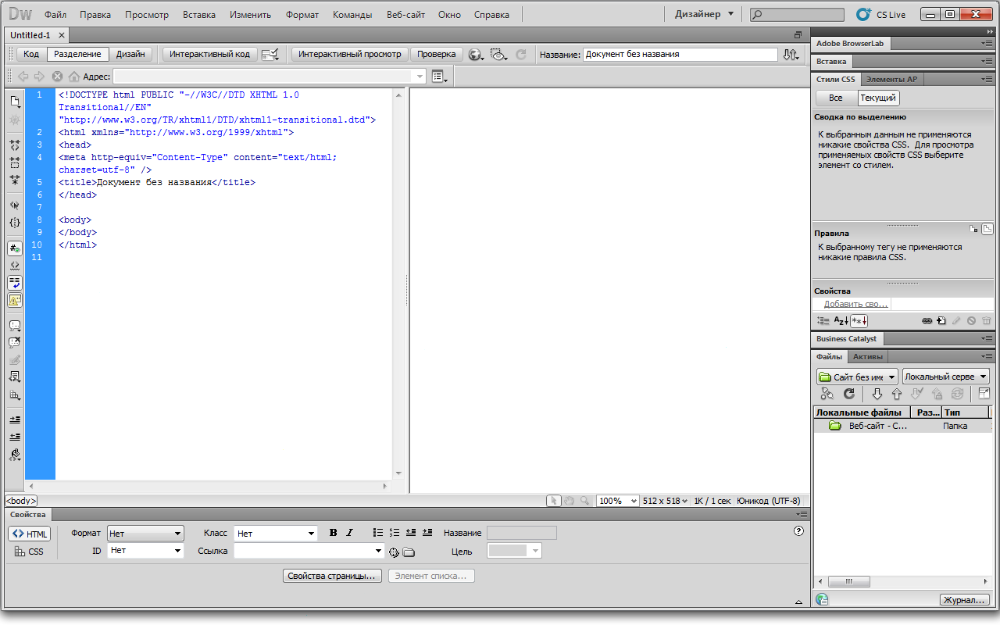 Dw Файл Правка Просмотр Вставка Изменить Формат Команды Веб-сайт Окно Справка Дизайнер CS Live
Untitled-1
Код Разделение Дизайн Интерактивный код Интерактивный просмотр Проверка Название: Документ без названия
Адрес:
1 <!DOCTYPE html PUBLIC "-//W3C//DTD XHTML 1.0
Transitional//EN"
"http://www.w3.org/TR/xhtml1/DTD/xhtml1-transitional.dtd">
2 <html xmlns="http://www.w3.org/1999/xhtml">
3 <head>
4 <meta http-equiv="Content-Type" content="text/html;
charset=utf-8" />
5 <title>Документ без названия</title>
6 </head>
7
8 <body>
9 </body>
10 </html>
11
<body> 100% 512 x 518 1К / 1 сек Юникод (UTF-8)
Свойства
HTML Формат Нет Класс Нет B I Название
CSS ID Нет Ссылка Цель
Свойства страницы... Элемент списка...
Adobe BrowserLab
Вставка
Стили CSS Элементы AP
Все Текущий
Сводка по выделению
К выбранным данным не применяются
никакие свойства CSS. Для просмотра
применяемых свойств CSS выберите
элемент со стилем.
Правила
К выбранному тегу не применяются
никакие правила CSS.
Свойства
Добавить сво...
Business Catalyst
Файлы Активы
Сайт без име Локальный серве
Локальные файлы Раз... Тип
Веб-сайт - С... Папка
Журнал...